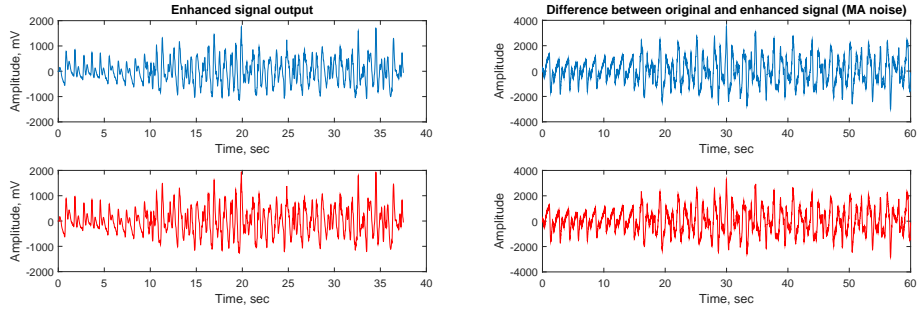 Enhanced signal output
Amplitude, mV
2000
1000
0
-1000
-2000
0 5 10 15 20 25 30 35 40
Time, sec
Difference between original and enhanced signal (MA noise)
Amplitude
4000
2000
0
-2000
-4000
0 10 20 30 40 50 60
Time, sec
Amplitude, mV
2000
1000
0
-1000
2000
0 5 10 15 20 25 30 35 40
Time, sec
Amplitude
4000
2000
0
-2000
4000
0 10 20 30 40 50 60
Time, sec